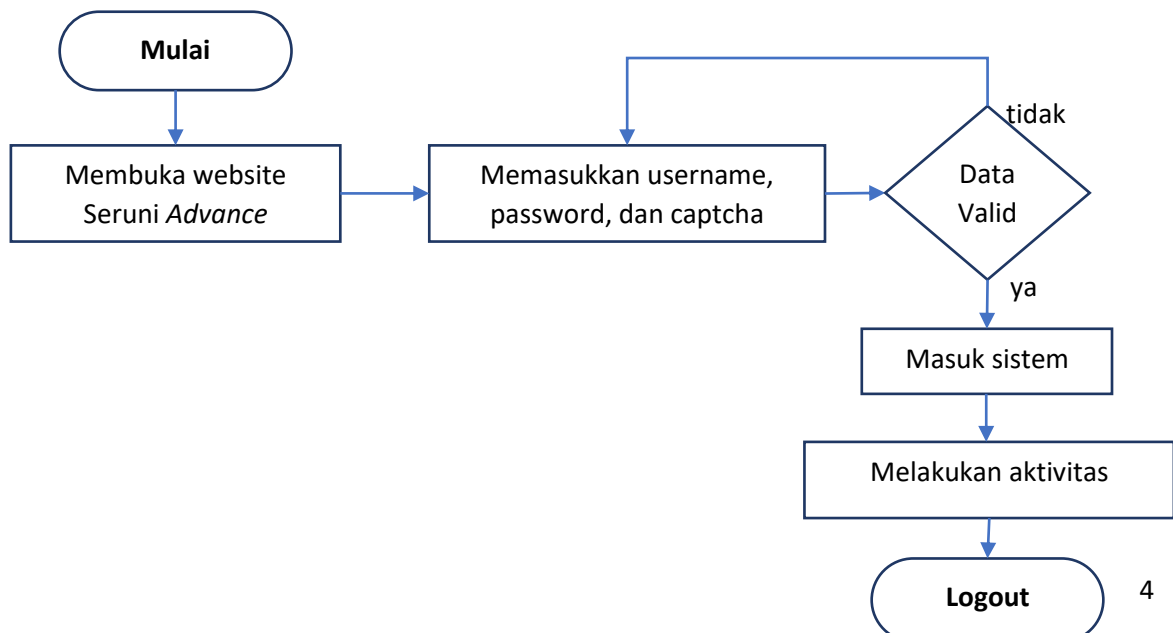 Mulai
Membuka website
Seruni Advance
Memasukkan username,
password, dan captcha
Data
Valid
tidak
ya
Masuk sistem
Melakukan aktivitas
Logout
4